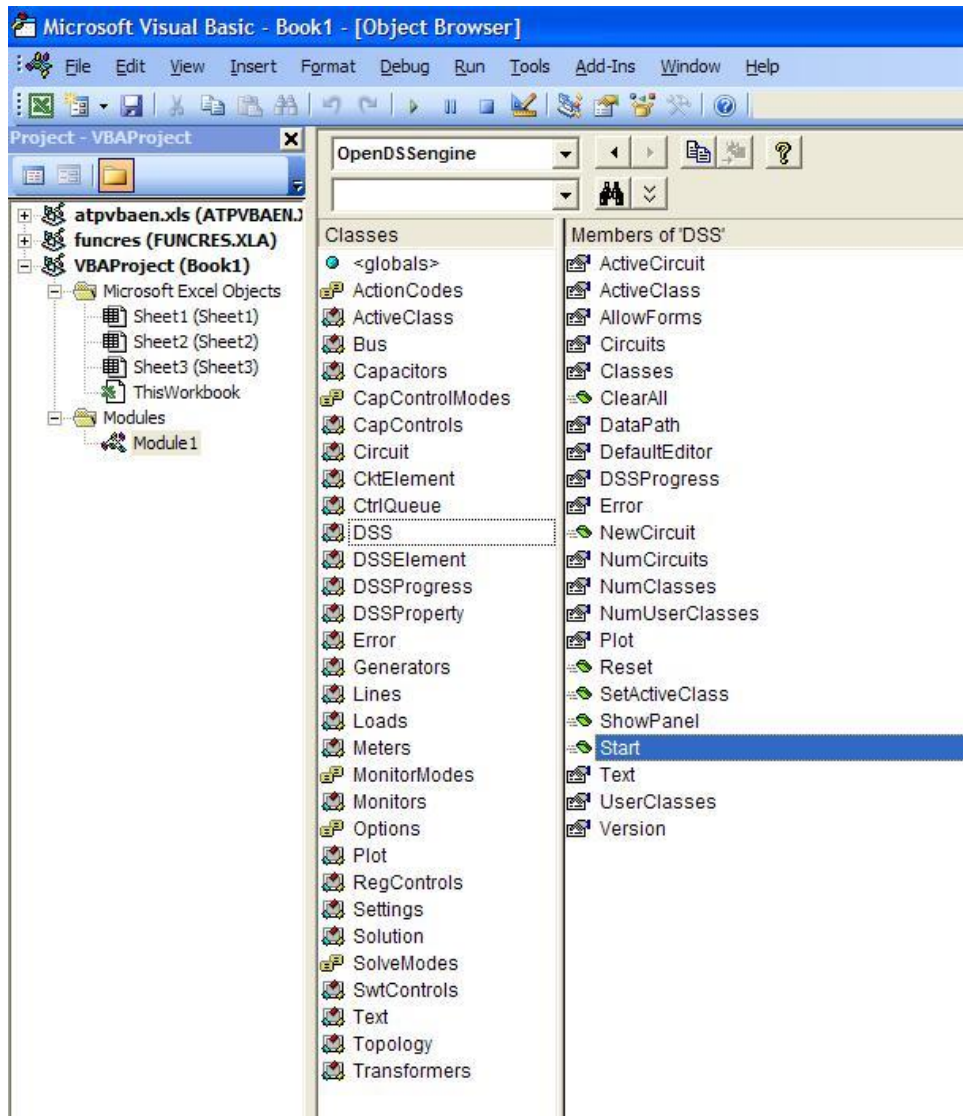 Microsoft Visual Basic - Book1 - [Object Browser]
File Edit View Insert Format Debug Run Tools Add-Ins Window Help
Project - VBAProject
atpvbaen.xls (ATPVBAEN.X
funcres (FUNCRES.XLA)
VBAProject (Book1)
Microsoft Excel Objects
Sheet1 (Sheet1)
Sheet2 (Sheet2)
Sheet3 (Sheet3)
ThisWorkbook
Modules
Module1
OpenDSSengine
Classes
<globals>
ActionCodes
ActiveClass
Bus
Capacitors
CapControlModes
CapControls
Circuit
CktElement
CtrlQueue
DSS
DSSElement
DSSProgress
DSSProperty
Error
Generators
Lines
Loads
Meters
MonitorModes
Monitors
Options
Plot
RegControls
Settings
Solution
SolveModes
SwtControls
Text
Topology
Transformers
Members of 'DSS'
ActiveCircuit
ActiveClass
AllowForms
Circuits
Classes
ClearAll
DataPath
DefaultEditor
DSSProgress
Error
NewCircuit
NumCircuits
NumClasses
NumUserClasses
Plot
Reset
SetActiveClass
ShowPanel
Start
Text
UserClasses
Version